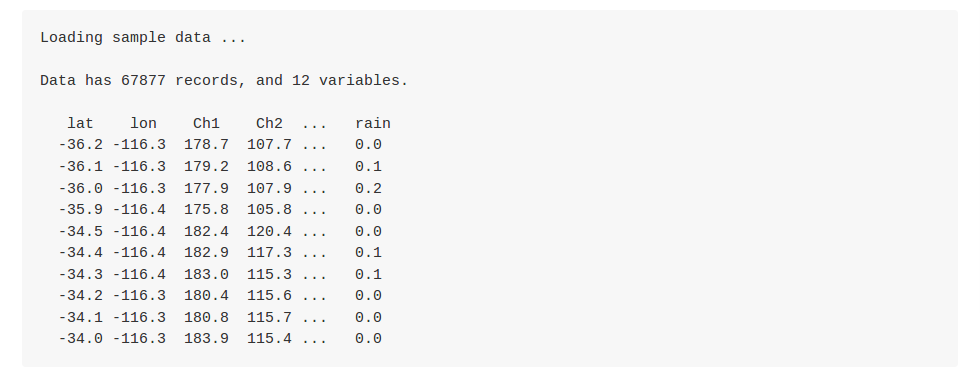 Loading sample data ...
Data has 67877 records, and 12 variables.
lat lon Ch1 Ch2 ... rain
-36.2 -116.3 178.7 107.7 ... 0.0
-36.1 -116.3 179.2 108.6 ... 0.1
-36.0 -116.3 177.9 107.9 ... 0.2
-35.9 -116.4 175.8 105.8 ... 0.0
-34.5 -116.4 182.4 120.4 ... 0.0
-34.4 -116.4 182.9 117.3 ... 0.1
-34.3 -116.4 183.0 115.3 ... 0.1
-34.2 -116.3 180.4 115.6 ... 0.0
-34.1 -116.3 180.8 115.7 ... 0.0
-34.0 -116.3 183.9 115.4 ... 0.0